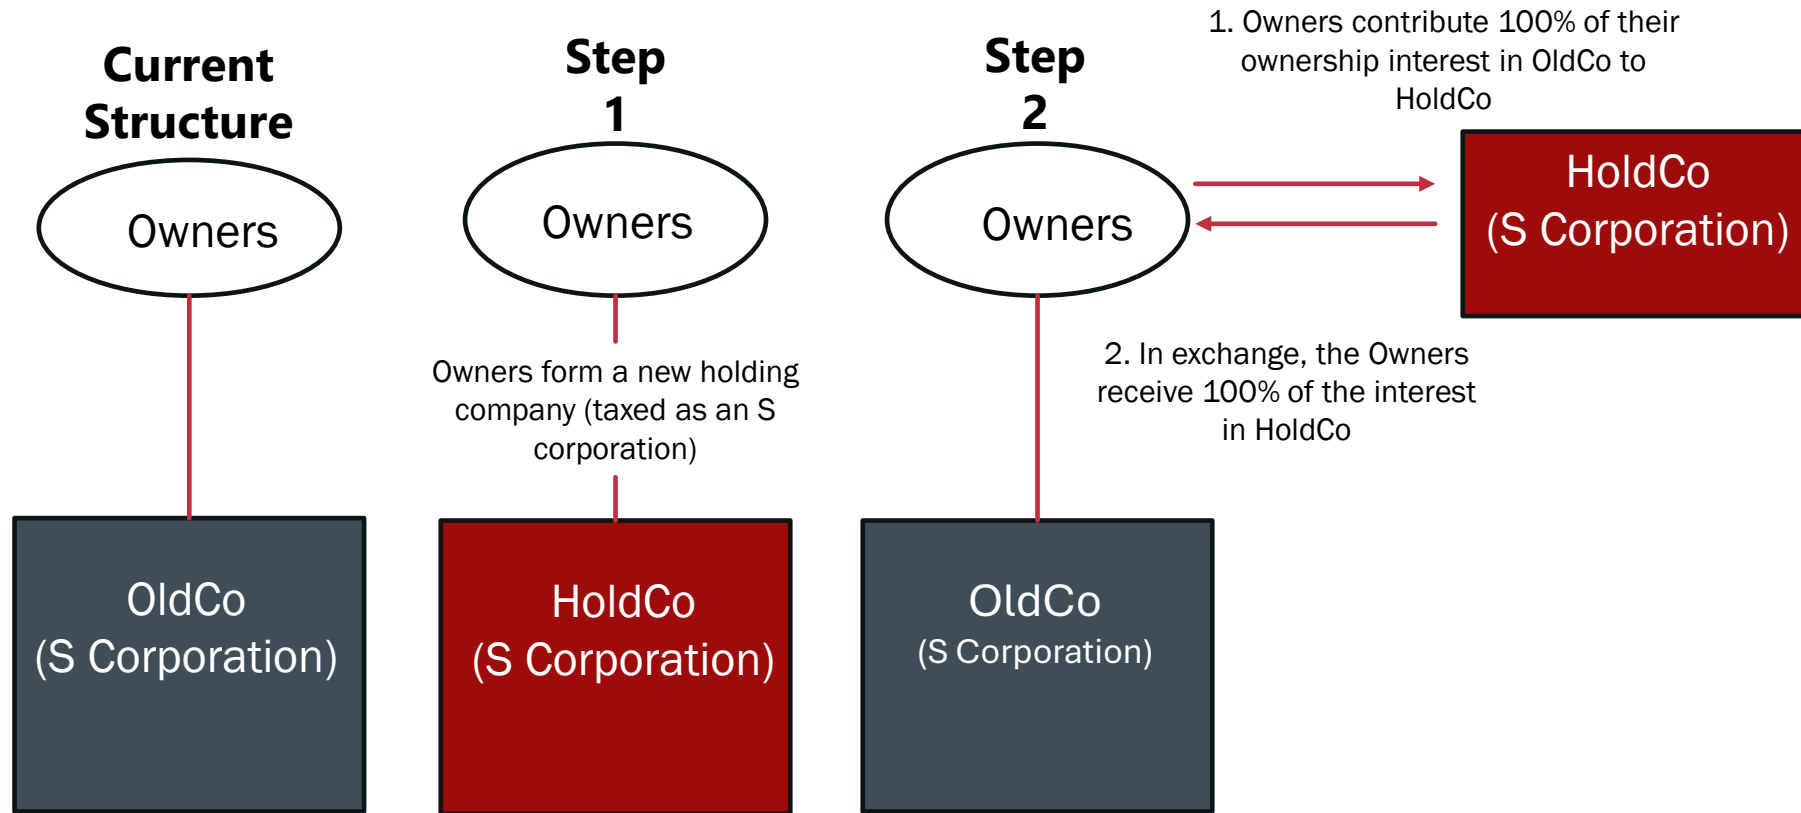 Current
Structure
Owners
OldCo
(S Corporation)
Step
1
Owners
Owners form a new holding
company (taxed as an S
corporation)
HoldCo
(S Corporation)
Step
2
Owners
OldCo
(S Corporation)
1. Owners contribute 100% of their
ownership interest in OldCo to
HoldCo
HoldCo
(S Corporation)
2. In exchange, the Owners
receive 100% of the interest
in HoldCo